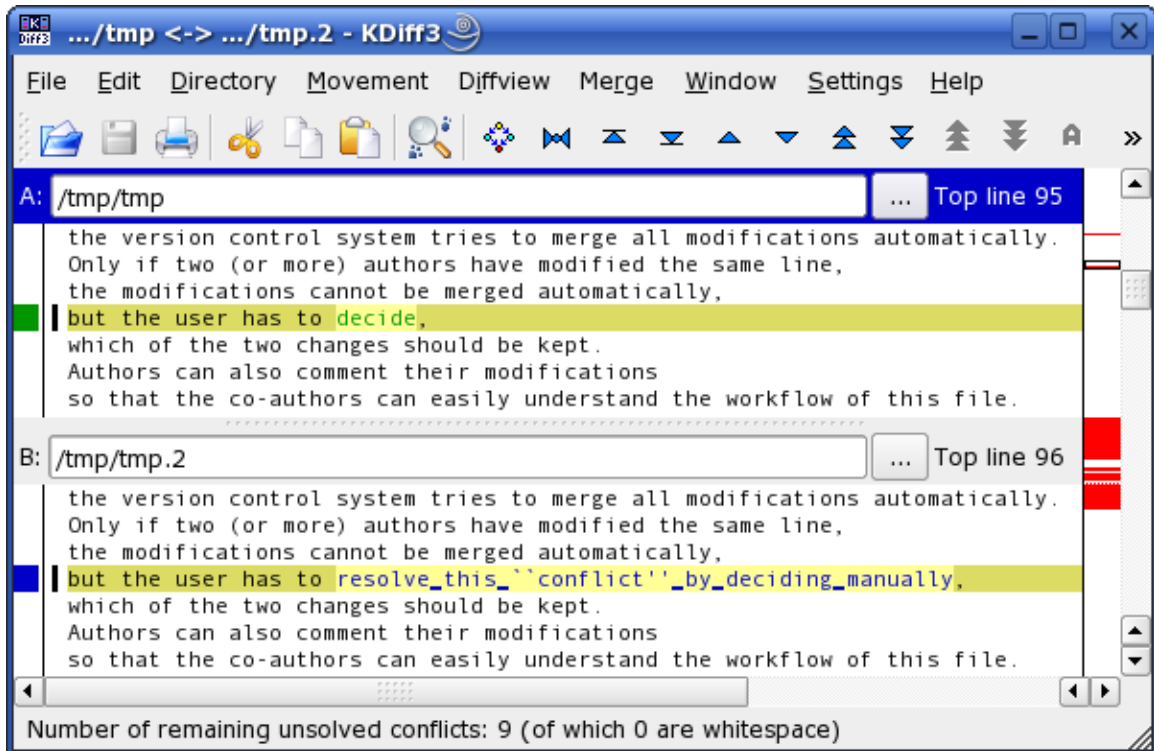 K
Diff3 .../tmp <-> .../tmp.2 - KDiff3
File Edit Directory Movement Diffview Merge Window Settings Help
A »
A: /tmp/tmp ... Top line 95
the version control system tries to merge all modifications automatically.
Only if two (or more) authors have modified the same line,
the modifications cannot be merged automatically,
but the user has to decide,
which of the two changes should be kept.
Authors can also comment their modifications
so that the co-authors can easily understand the workflow of this file.
B: /tmp/tmp.2 ... Top line 96
the version control system tries to merge all modifications automatically.
Only if two (or more) authors have modified the same line,
the modifications cannot be merged automatically,
but the user has to resolve_this_``conflict''_by_deciding_manually,
which of the two changes should be kept.
Authors can also comment their modifications
so that the co-authors can easily understand the workflow of this file.
Number of remaining unsolved conflicts: 9 (of which 0 are whitespace)